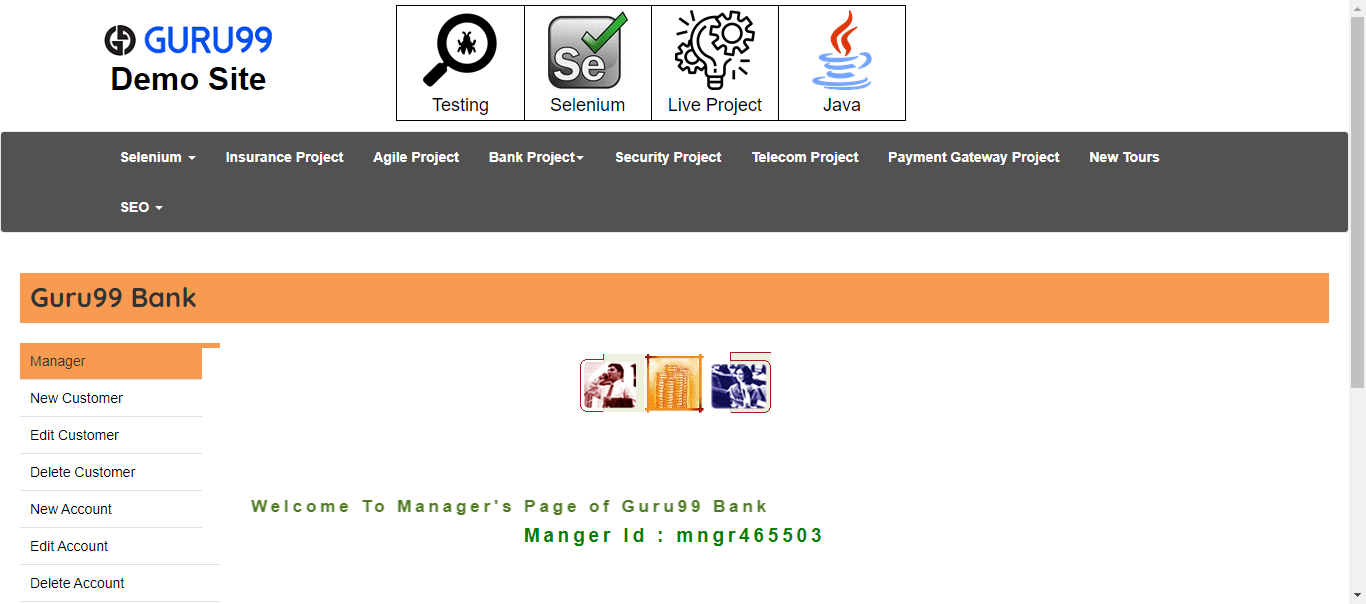 GURU99
Demo Site
Testing
Se
Selenium
Live Project
Java
Selenium
Insurance Project
Agile Project
Bank Project
Security Project
Telecom Project
Payment Gateway Project
New Tours
SEO
Guru99 Bank
Manager
New Customer
Edit Customer
Delete Customer
New Account
Edit Account
Delete Account
Welcome To Manager's Page of Guru99 Bank
Manger Id : mngr465503